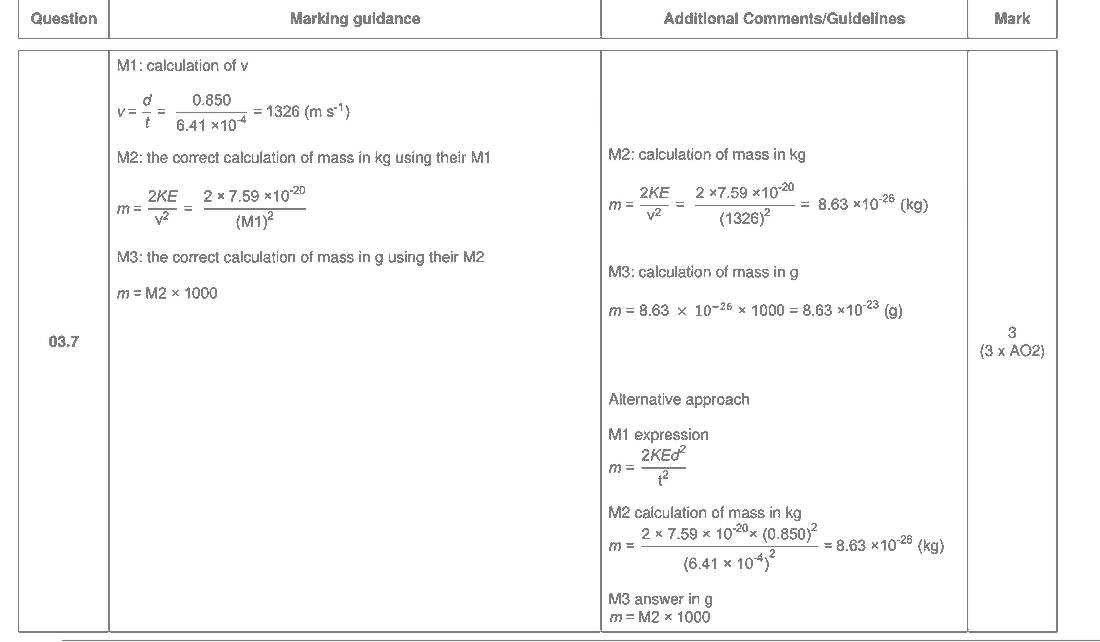 Question Marking guidance Additional Comments/Guidelines Mark
03.7
M1: calculation of v
v = d/t = 0.850/6.41 ×10⁻⁴ = 1326 (m s⁻¹)
M2: the correct calculation of mass in kg using their M1
m = 2KE/v² = 2 × 7.59 ×10⁻²⁰/(M1)²
M3: the correct calculation of mass in g using their M2
m = M2 × 1000
M2: calculation of mass in kg
m = 2KE/v² = 2 ×7.59 ×10⁻²⁰/(1326)² = 8.63 ×10⁻²⁶ (kg)
M3: calculation of mass in g
m = 8.63 × 10⁻²⁶ × 1000 = 8.63 ×10⁻²³ (g)
Alternative approach
M1 expression
m = 2KEd²/t²
M2 calculation of mass in kg
m = 2 × 7.59 × 10⁻²⁰× (0.850)²/(6.41 × 10⁻⁴)² = 8.63 ×10⁻²⁶ (kg)
M3 answer in g
m = M2 × 1000
3
(3 x AO2)